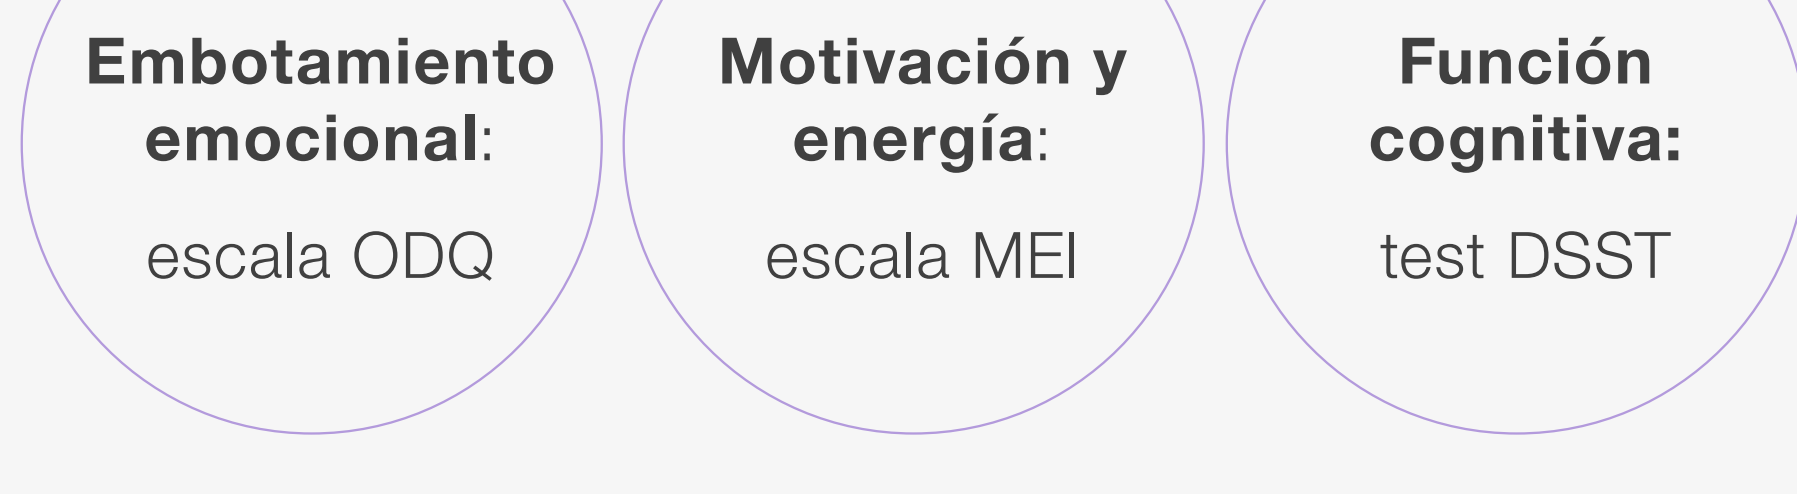 Embotamiento
emocional:
escala ODQ
Motivación y
energía:
escala MEI
Función
cognitiva:
test DSST